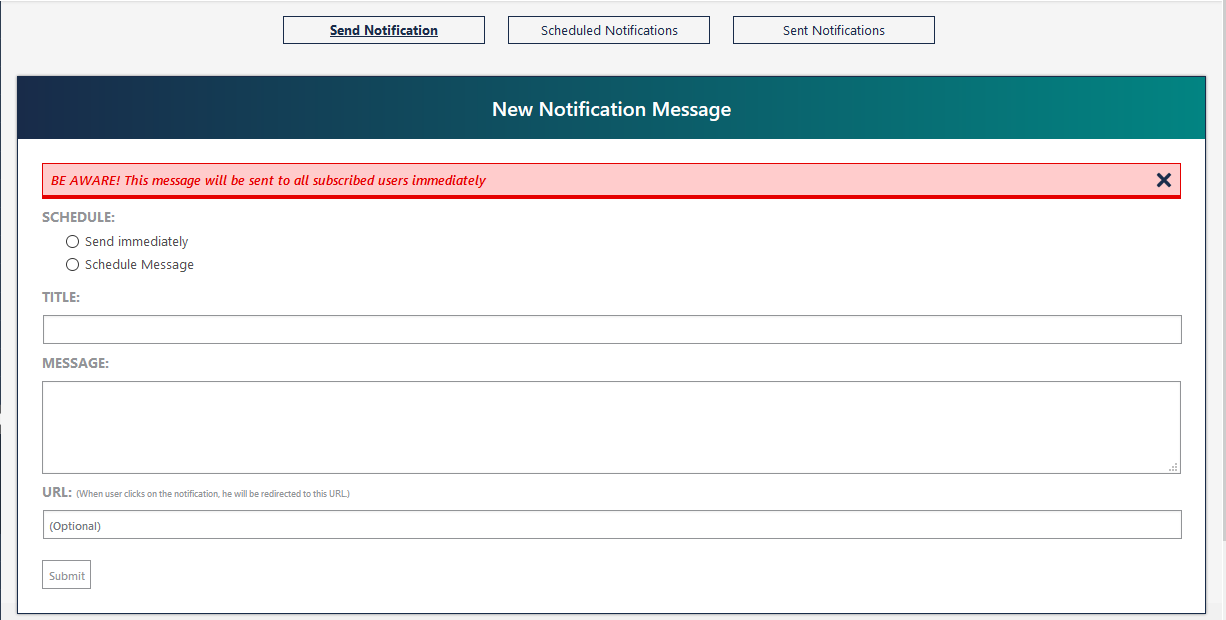 Send Notification
Scheduled Notifications
Sent Notifications
New Notification Message
BE AWARE! This message will be sent to all subscribed users immediately
SCHEDULE:
Send immediately
Schedule Message
TITLE:
MESSAGE:
URL: (When user clicks on the notification, he will be redirected to this URL.)
(Optional)
Submit